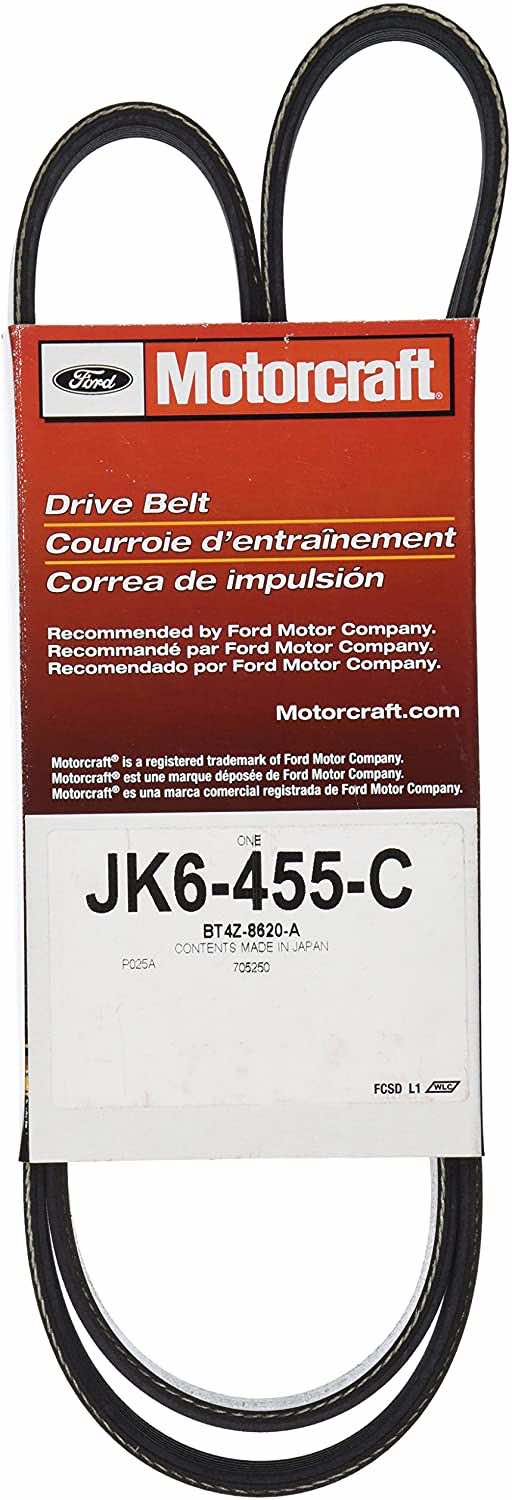 Ford Motorcraft®
Drive Belt
Courroie d'entraînement
Correa de impulsión
Recommended by Ford Motor Company.
Recommandé par Ford Motor Company.
Recomendado por Ford Motor Company.
Motorcraft.com
Motorcraft® is a registered trademark of Ford Motor Company.
Motorcraft® est une marque déposée de Ford Motor Company.
Motorcraft® es una marca comercial registrada de Ford Motor Company.
ONE
JK6-455-C
BT4Z-8620-A
CONTENTS MADE IN JAPAN
P025A 705250
FCSD L1 WLC